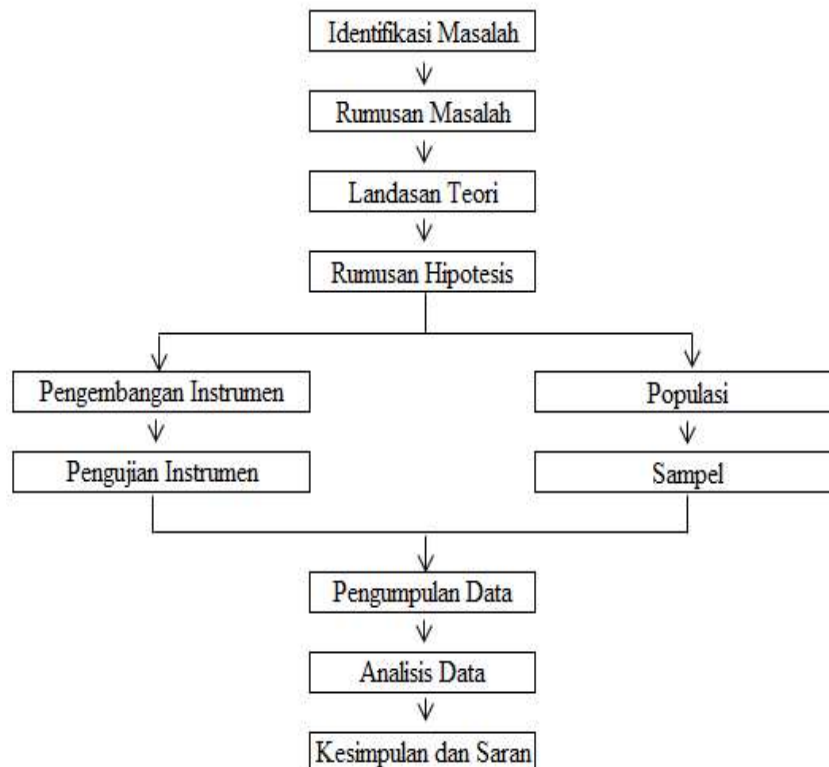 Identifikasi Masalah
Rumusan Masalah
Landasan Teori
Rumusan Hipotesis
Pengembangan Instrumen
Populasi
Pengujian Instrumen
Sampel
Pengumpulan Data
Analisis Data
Kesimpulan dan Saran